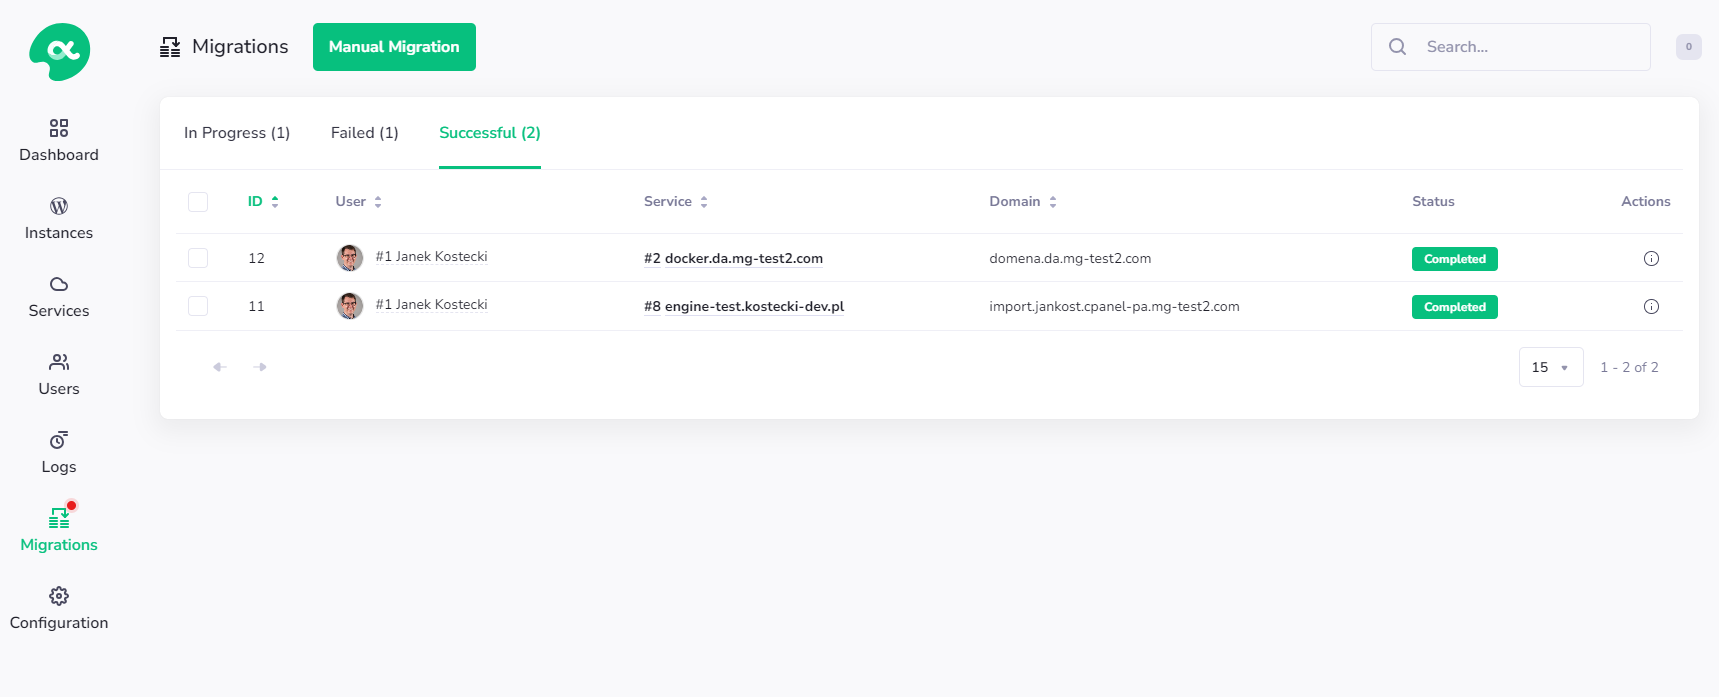 Migrations
Manual Migration
Search...
0
Dashboard
Instances
Services
Users
Logs
Migrations
Configuration
In Progress (1) Failed (1) Successful (2)
ID User Service Domain Status Actions
12 #1 Janek Kostecki #2 docker.da.mg-test2.com domena.da.mg-test2.com Completed
11 #1 Janek Kostecki #8 engine-test.kostecki-dev.pl import.jankost.cpanel-pa.mg-test2.com Completed
15 1 - 2 of 2